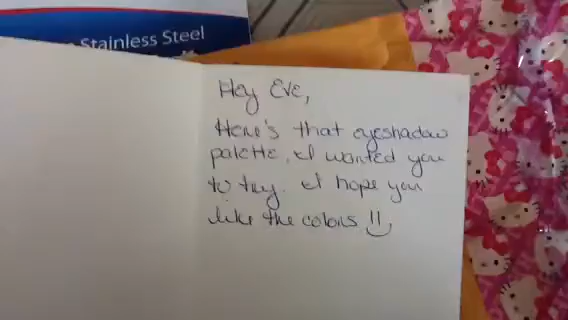 Stainless Steel
Hey Eve,
Here's that eyeshadow
palette, I wanted you
to try. I hope you
like the colors !!